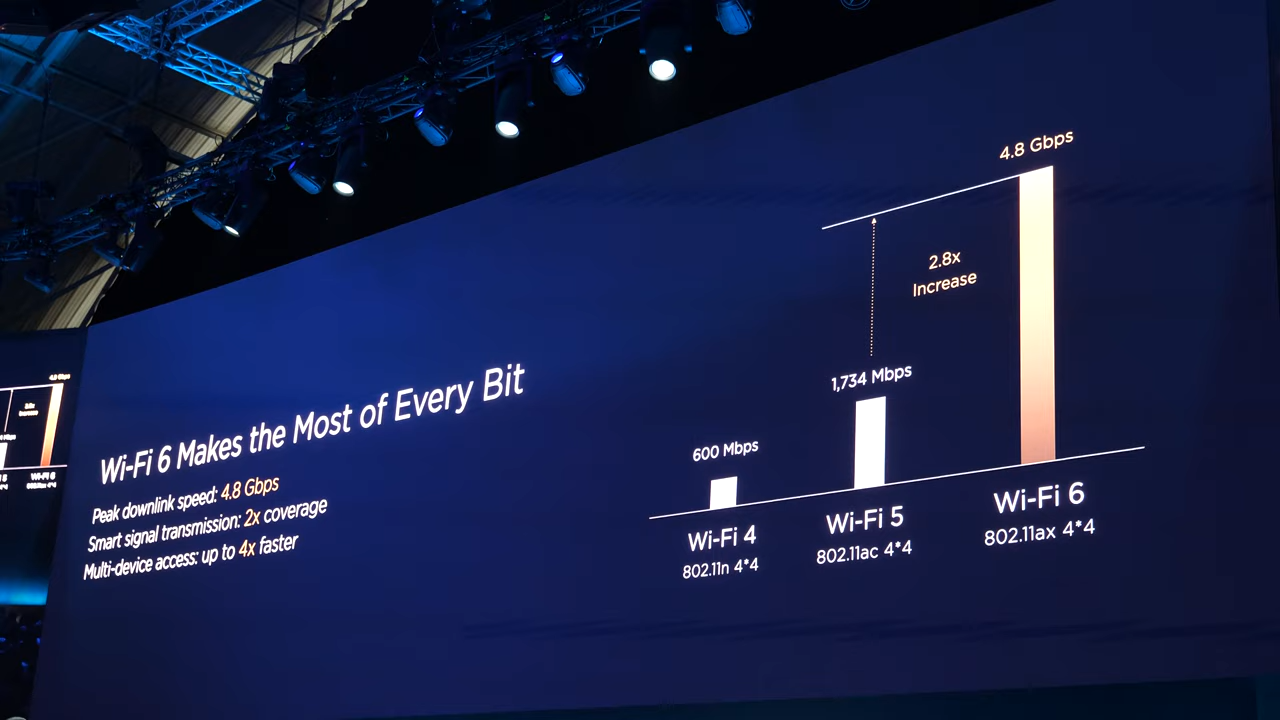 Wi-Fi 6 Makes the Most of Every Bit
Peak downlink speed: 4.8 Gbps
Smart signal transmission: 2x coverage
Multi-device access: up to 4x faster
4.8 Gbps
2.8x
Increase
1,734 Mbps
600 Mbps
Wi-Fi 4
802.11n 4*4
Wi-Fi 5
802.11ac 4*4
Wi-Fi 6
802.11ax 4*4